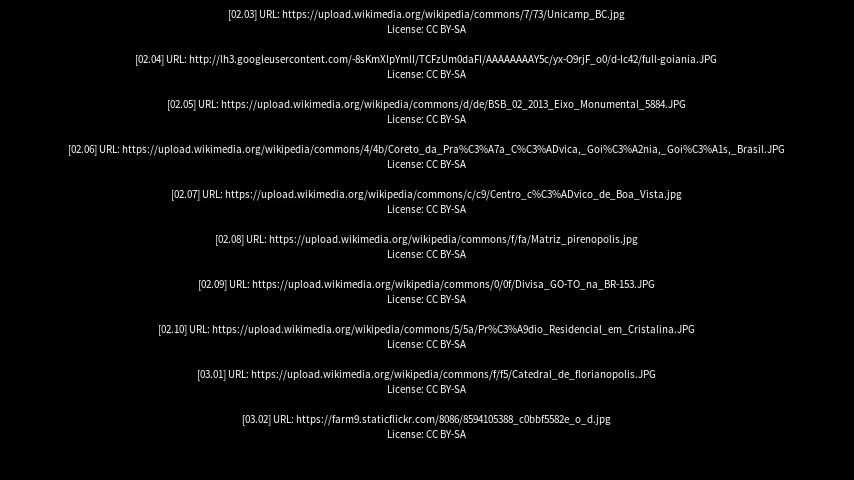 [02.03] URL: https://upload.wikimedia.org/wikipedia/commons/7/73/Unicamp_BC.jpg
License: CC BY-SA
[02.04] URL: http://lh3.googleusercontent.com/-8sKmXIpYmlI/TCFzUm0daFI/AAAAAAAAY5c/yx-O9rjF_o0/d-lc42/full-goiania.JPG
License: CC BY-SA
[02.05] URL: https://upload.wikimedia.org/wikipedia/commons/d/de/BSB_02_2013_Eixo_Monumental_5884.JPG
License: CC BY-SA
[02.06] URL: https://upload.wikimedia.org/wikipedia/commons/4/4b/Coreto_da_Pra%C3%A7a_C%C3%ADvica,_Goi%C3%A2nia,_Goi%C3%A1s,_Brasil.JPG
License: CC BY-SA
[02.07] URL: https://upload.wikimedia.org/wikipedia/commons/c/c9/Centro_c%C3%ADvico_de_Boa_Vista.jpg
License: CC BY-SA
[02.08] URL: https://upload.wikimedia.org/wikipedia/commons/f/fa/Matriz_pirenopolis.jpg
License: CC BY-SA
[02.09] URL: https://upload.wikimedia.org/wikipedia/commons/0/0f/Divisa_GO-TO_na_BR-153.JPG
License: CC BY-SA
[02.10] URL: https://upload.wikimedia.org/wikipedia/commons/5/5a/Pr%C3%A9dio_Residencial_em_Cristalina.JPG
License: CC BY-SA
[03.01] URL: https://upload.wikimedia.org/wikipedia/commons/f/f5/Catedral_de_florianopolis.JPG
License: CC BY-SA
[03.02] URL: https://farm9.staticflickr.com/8086/8594105388_c0bbf5582e_o_d.jpg
License: CC BY-SA